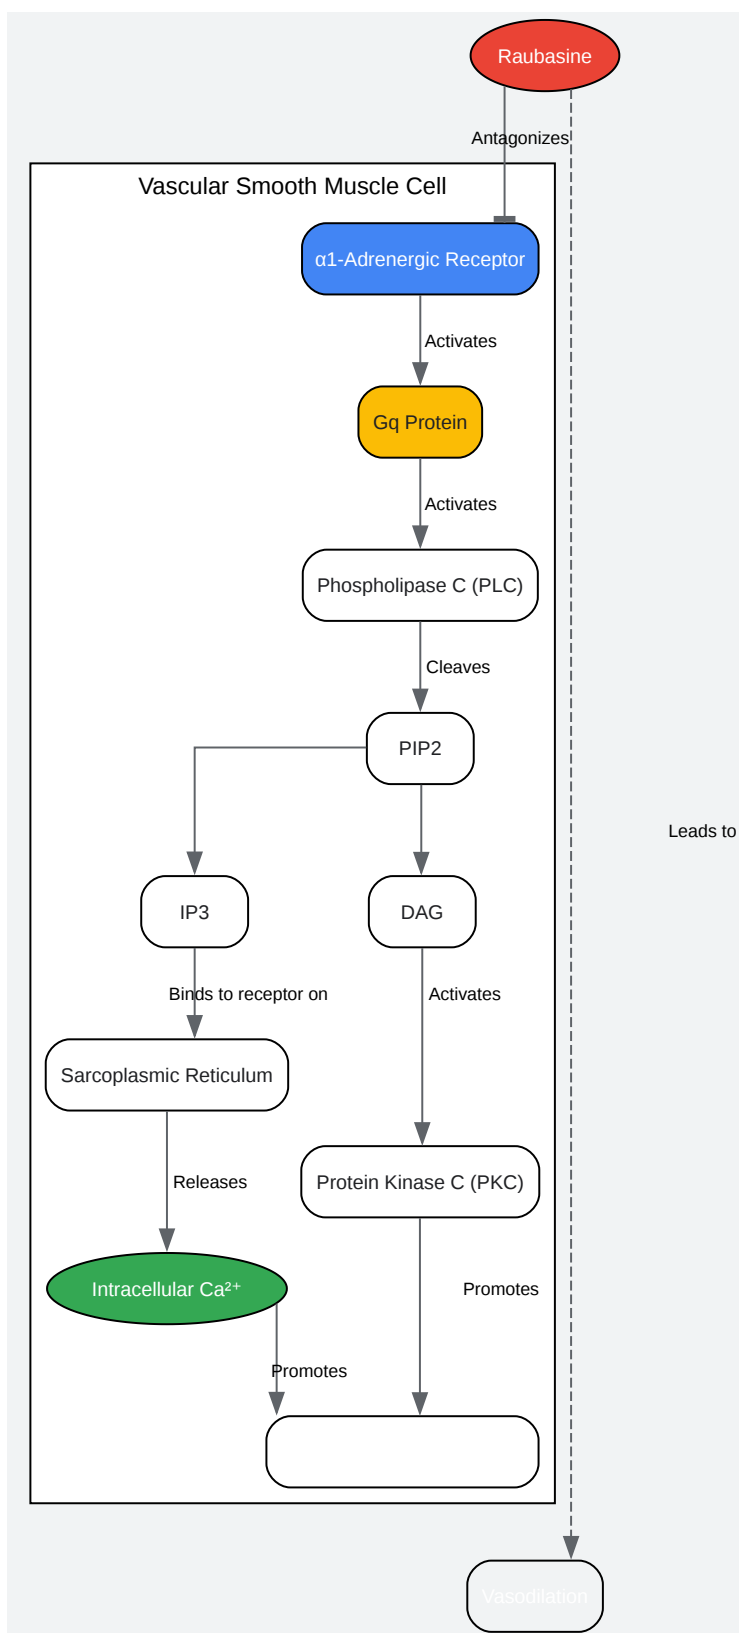 Raubasine
Antagonizes
Vascular Smooth Muscle Cell
α1-Adrenergic Receptor
Activates
Gq Protein
Activates
Phospholipase C (PLC)
Cleaves
PIP2
Leads to
IP3
DAG
Binds to receptor on
Activates
Sarcoplasmic Reticulum
Releases
Protein Kinase C (PKC)
Intracellular Ca²⁺
Promotes
Promotes
Vasodilation